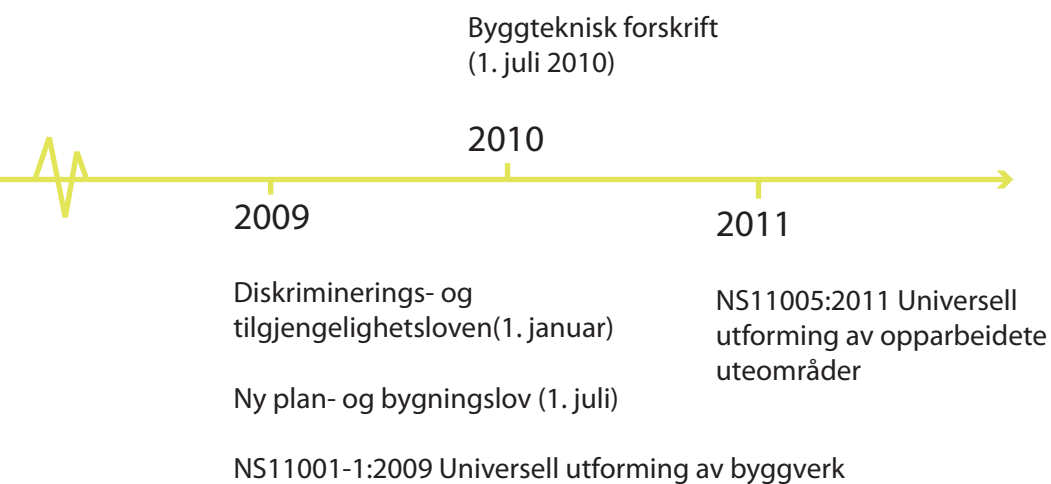 Byggteknisk forskrift
(1. juli 2010)
2010
2009
Diskriminerings- og
tilgjengelighetsloven(1. januar)
Ny plan- og bygningslov (1. juli)
NS11001-1:2009 Universell utforming av byggverk
2011
NS11005:2011 Universell
utforming av opparbeidete
uteområder